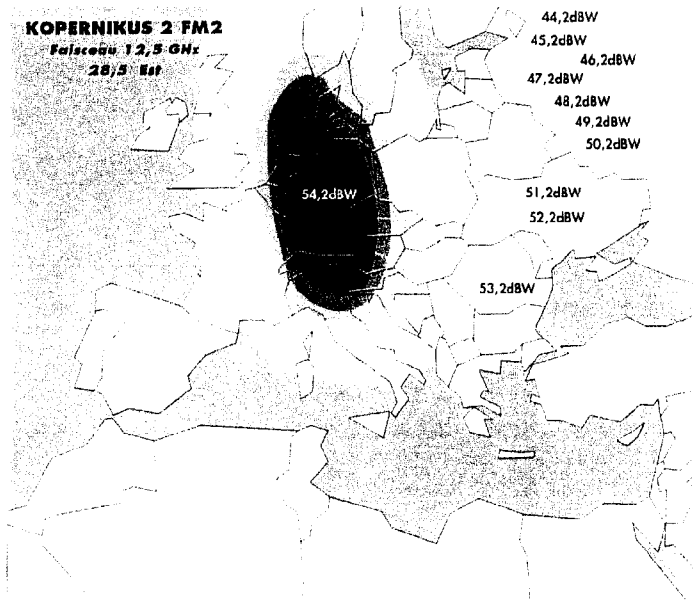 KOPERNIKUS 2 FM2
Faisceau 12,5 GHz
28,5 Est
44,2dBW
45,2dBW
46,2dBW
47,2dBW
48,2dBW
49,2dBW
50,2dBW
54,2dBW
51,2dBW
52,2dBW
53,2dBW